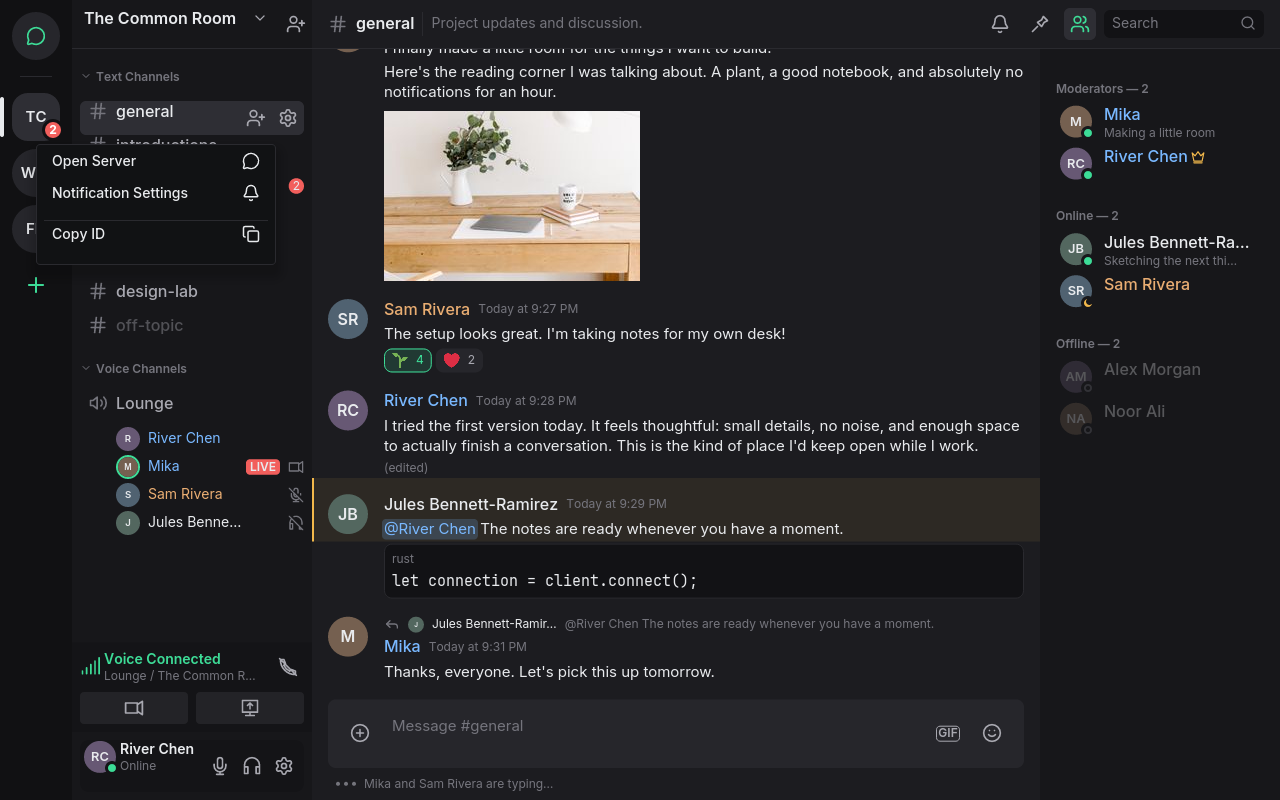 The Common Room
# general
Project updates and discussion.
Search
TC
2
W
F
Text Channels
# general
Open Server
Notification Settings
Copy ID
2
# design-lab
# off-topic
Voice Channels
Lounge
R
River Chen
M
Mika
LIVE
S
Sam Rivera
J
Jules Benne...
Voice Connected
Lounge / The Common R...
RC
River Chen
Online
Here's the reading corner I was talking about. A plant, a good notebook, and absolutely no
notifications for an hour.
SR
Sam Rivera Today at 9:27 PM
The setup looks great. I'm taking notes for my own desk!
4
2
RC
River Chen Today at 9:28 PM
I tried the first version today. It feels thoughtful: small details, no noise, and enough space
to actually finish a conversation. This is the kind of place I'd keep open while I work.
(edited)
JB
Jules Bennett-Ramirez Today at 9:29 PM
@River Chen The notes are ready whenever you have a moment.
rust
let connection = client.connect();
J
Jules Bennett-Ramir... @River Chen The notes are ready whenever you have a moment.
M
Mika Today at 9:31 PM
Thanks, everyone. Let's pick this up tomorrow.
Message #general
GIF
Mika and Sam Rivera are typing...
Moderators — 2
M
Mika
Making a little room
RC
River Chen
Online — 2
JB
Jules Bennett-Ra...
Sketching the next thi...
SR
Sam Rivera
Offline — 2
AM
Alex Morgan
NA
Noor Ali